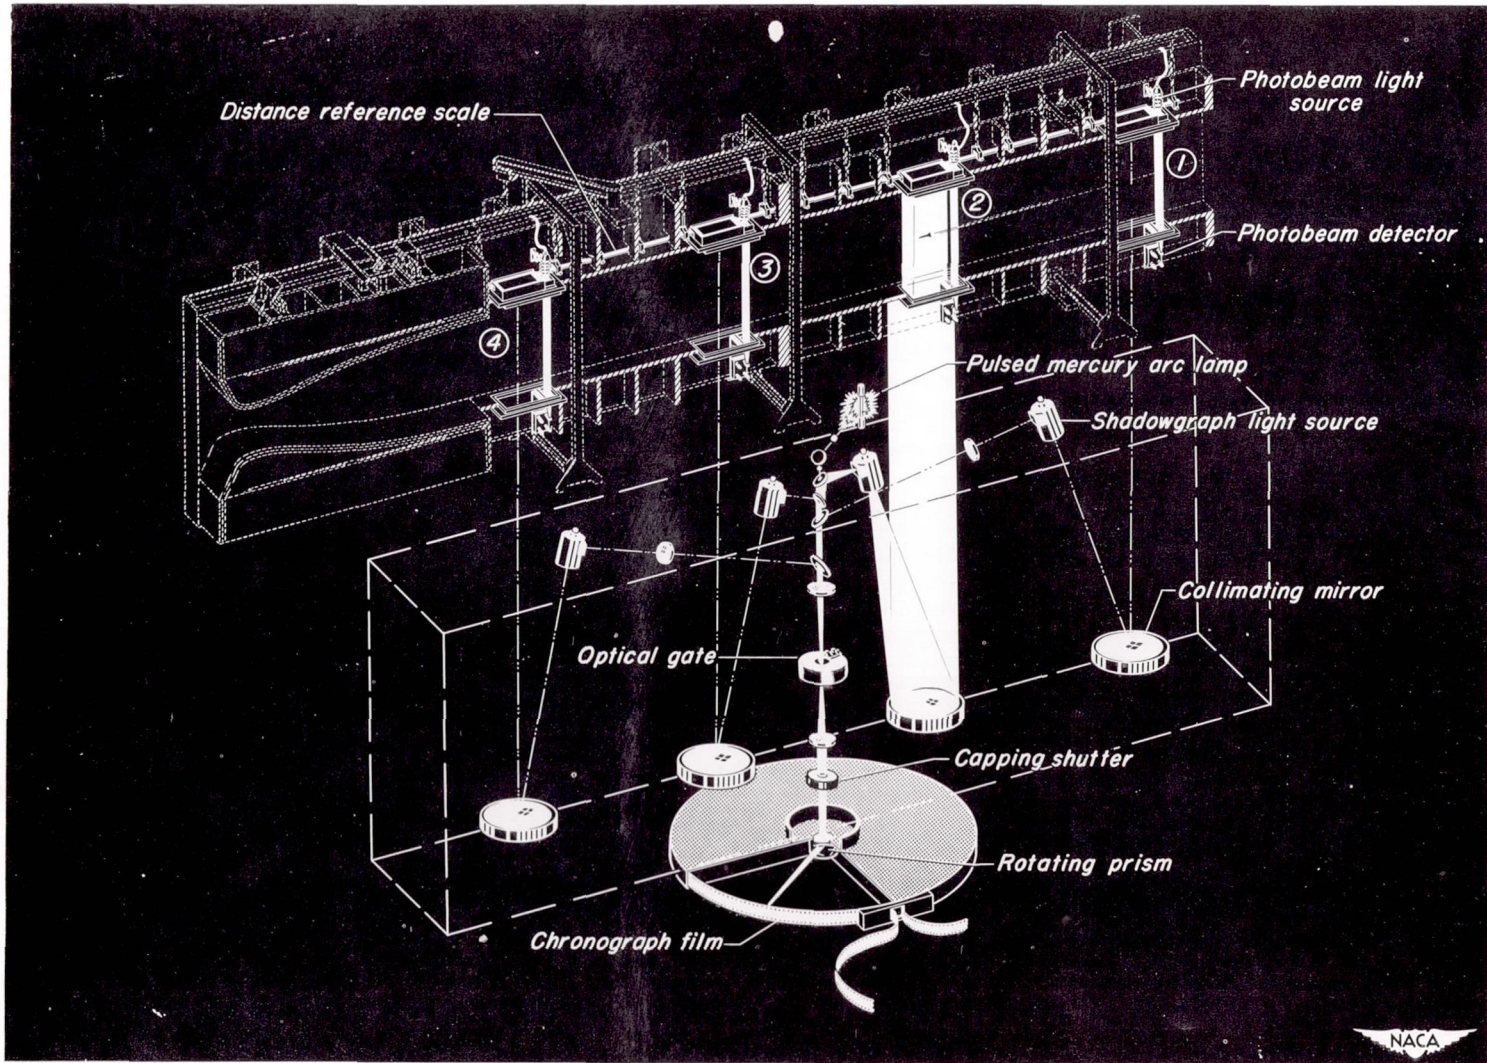 Photobeam light
source
Distance reference scale
1
2
Photobeam detector
3
4
Pulsed mercury arc lamp
Shadowgraph light source
Collimating mirror
Optical gate
Capping shutter
Rotating prism
Chronograph film
NACA